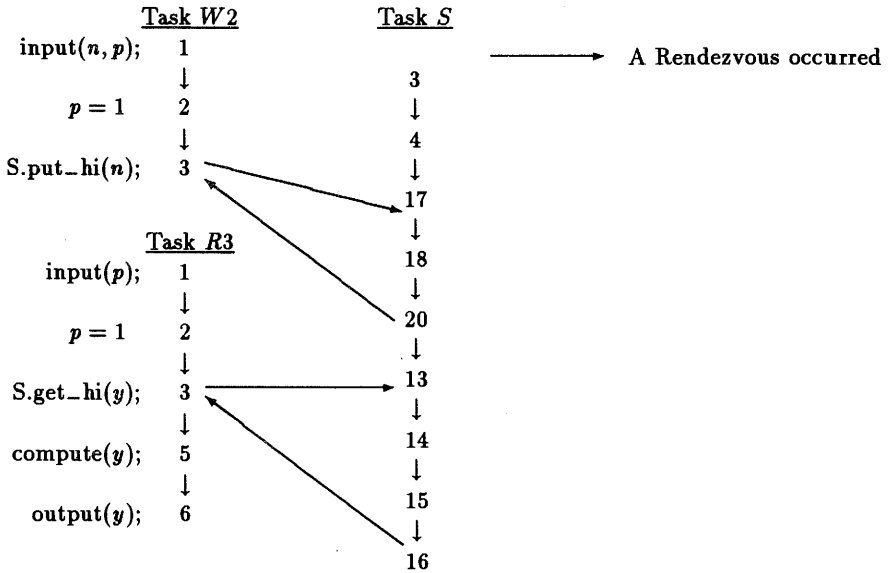 Task W2 Task S
input(n, p); 1
A Rendezvous occurred
3
p = 1 2
4
S.put_hi(n); 3
17
Task R3
18
input(p); 1
20
p = 1 2
13
S.get_hi(y); 3
14
compute(y); 5
15
output(y); 6
16